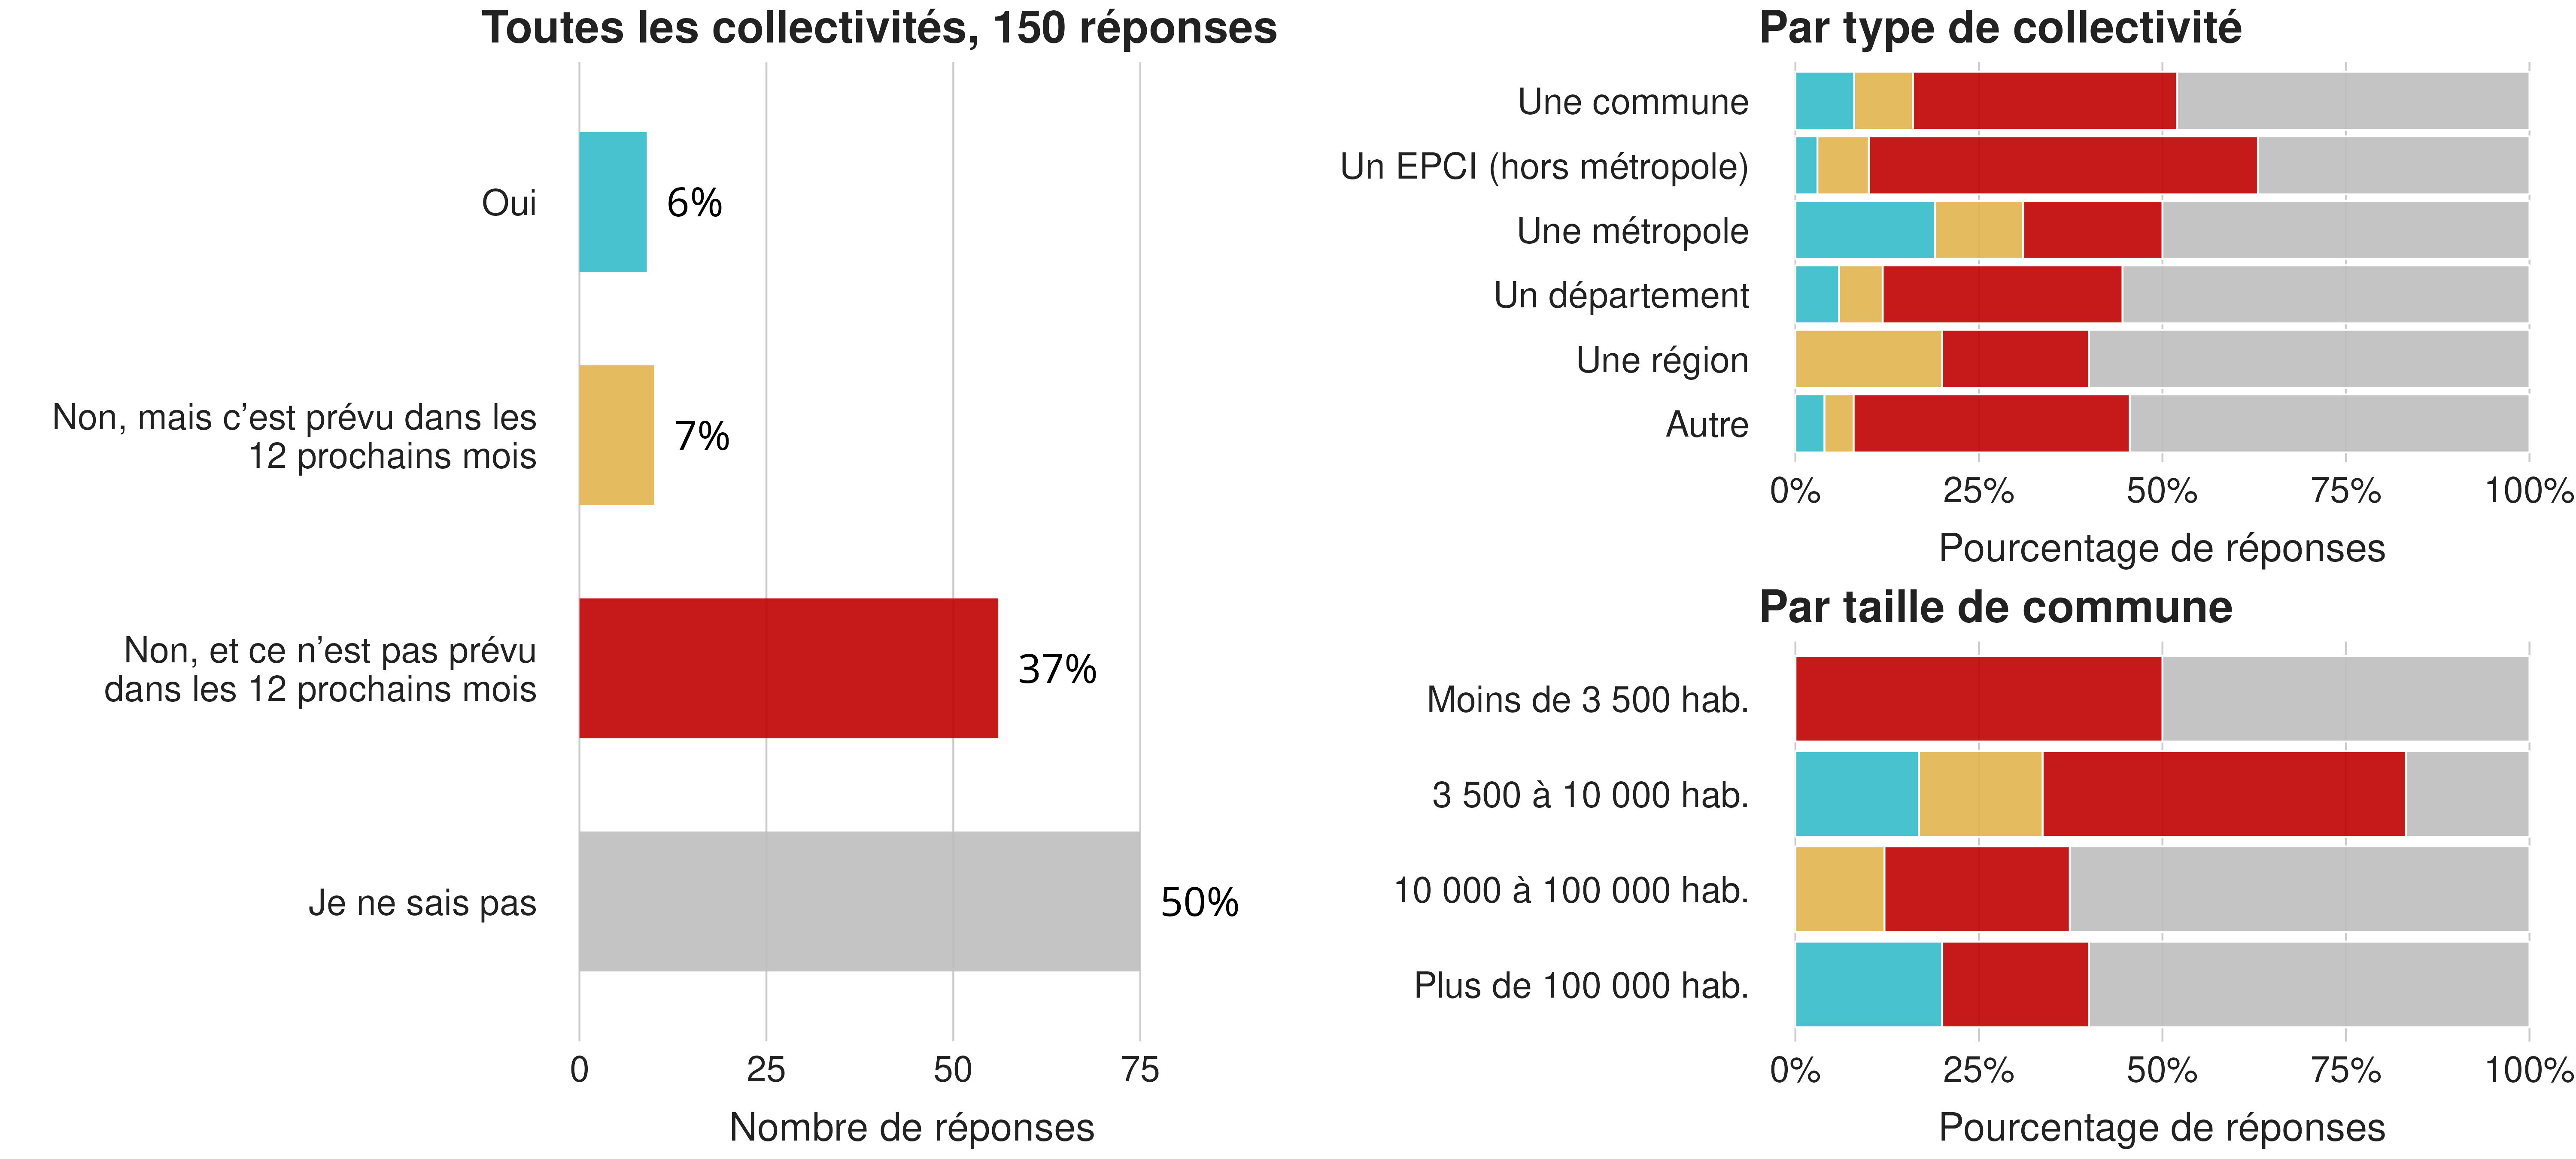 Toutes les collectivités, 150 réponses
Oui
6%
Non, mais c’est prévu dans les
12 prochains mois
7%
Non, et ce n’est pas prévu
dans les 12 prochains mois
37%
Je ne sais pas
50%
0 25 50 75
Nombre de réponses
Par type de collectivité
Une commune
Un EPCI (hors métropole)
Une métropole
Un département
Une région
Autre
0% 25% 50% 75% 100%
Pourcentage de réponses
Par taille de commune
Moins de 3 500 hab.
3 500 à 10 000 hab.
10 000 à 100 000 hab.
Plus de 100 000 hab.
0% 25% 50% 75% 100%
Pourcentage de réponses